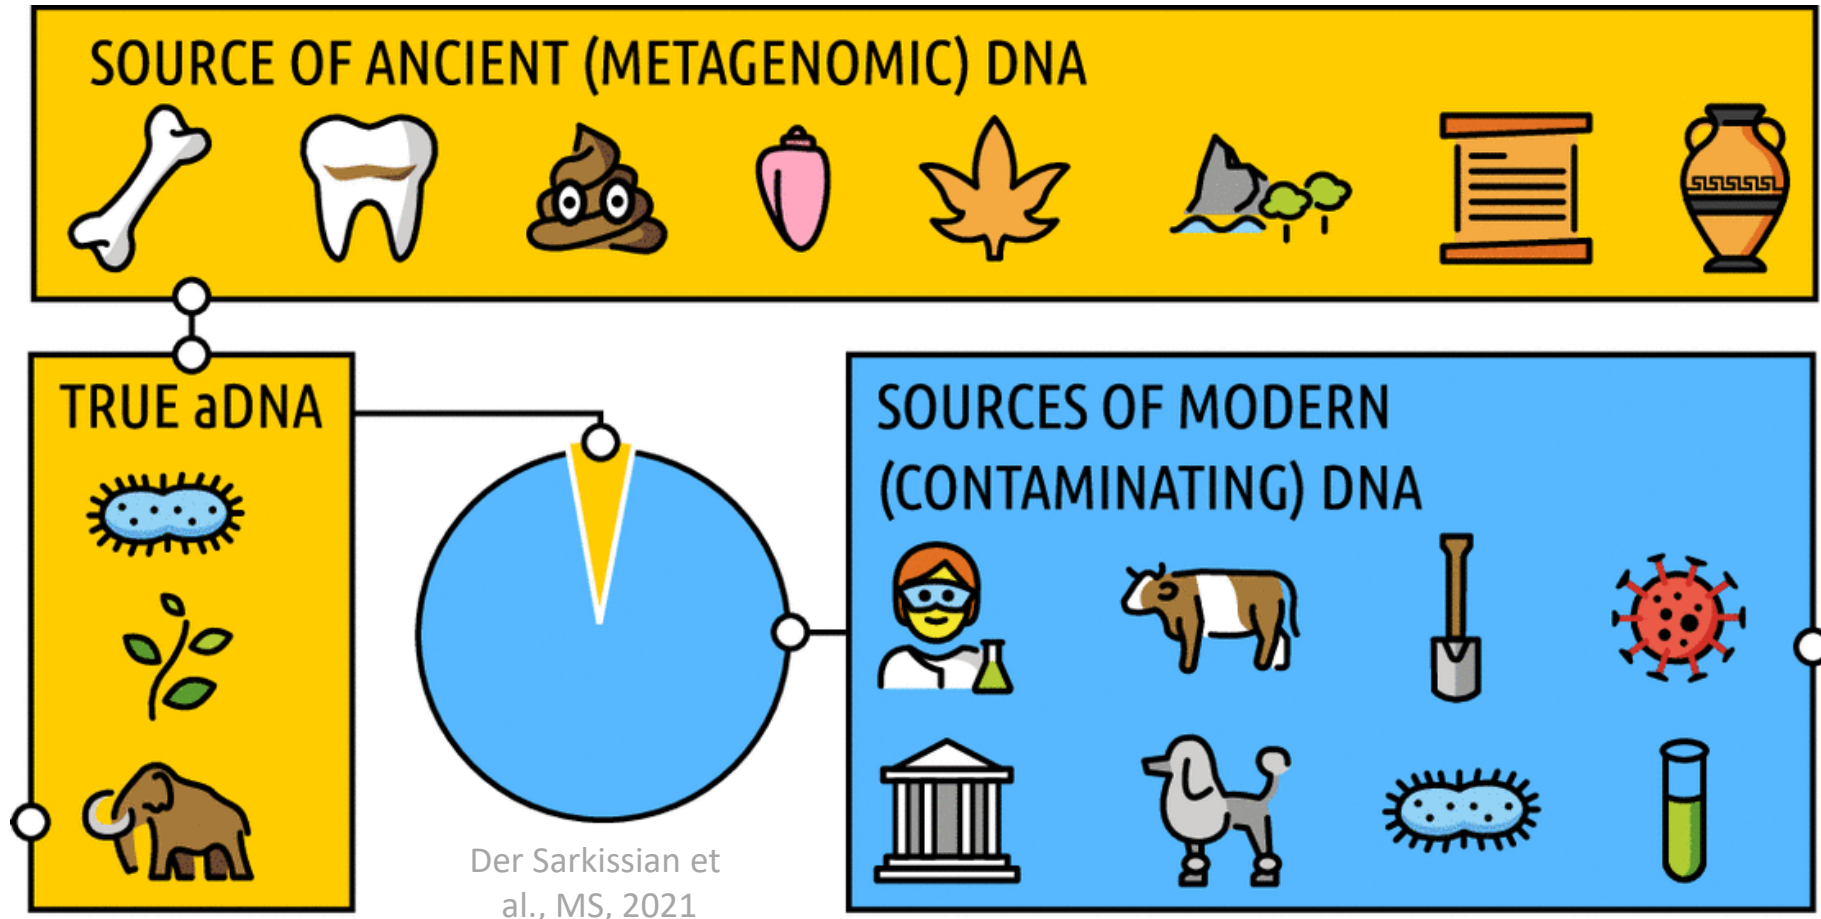 SOURCE OF ANCIENT (METAGENOMIC) DNA
TRUE aDNA
SOURCES OF MODERN
(CONTAMINATING) DNA
Der Sarkissian et
al., MS, 2021